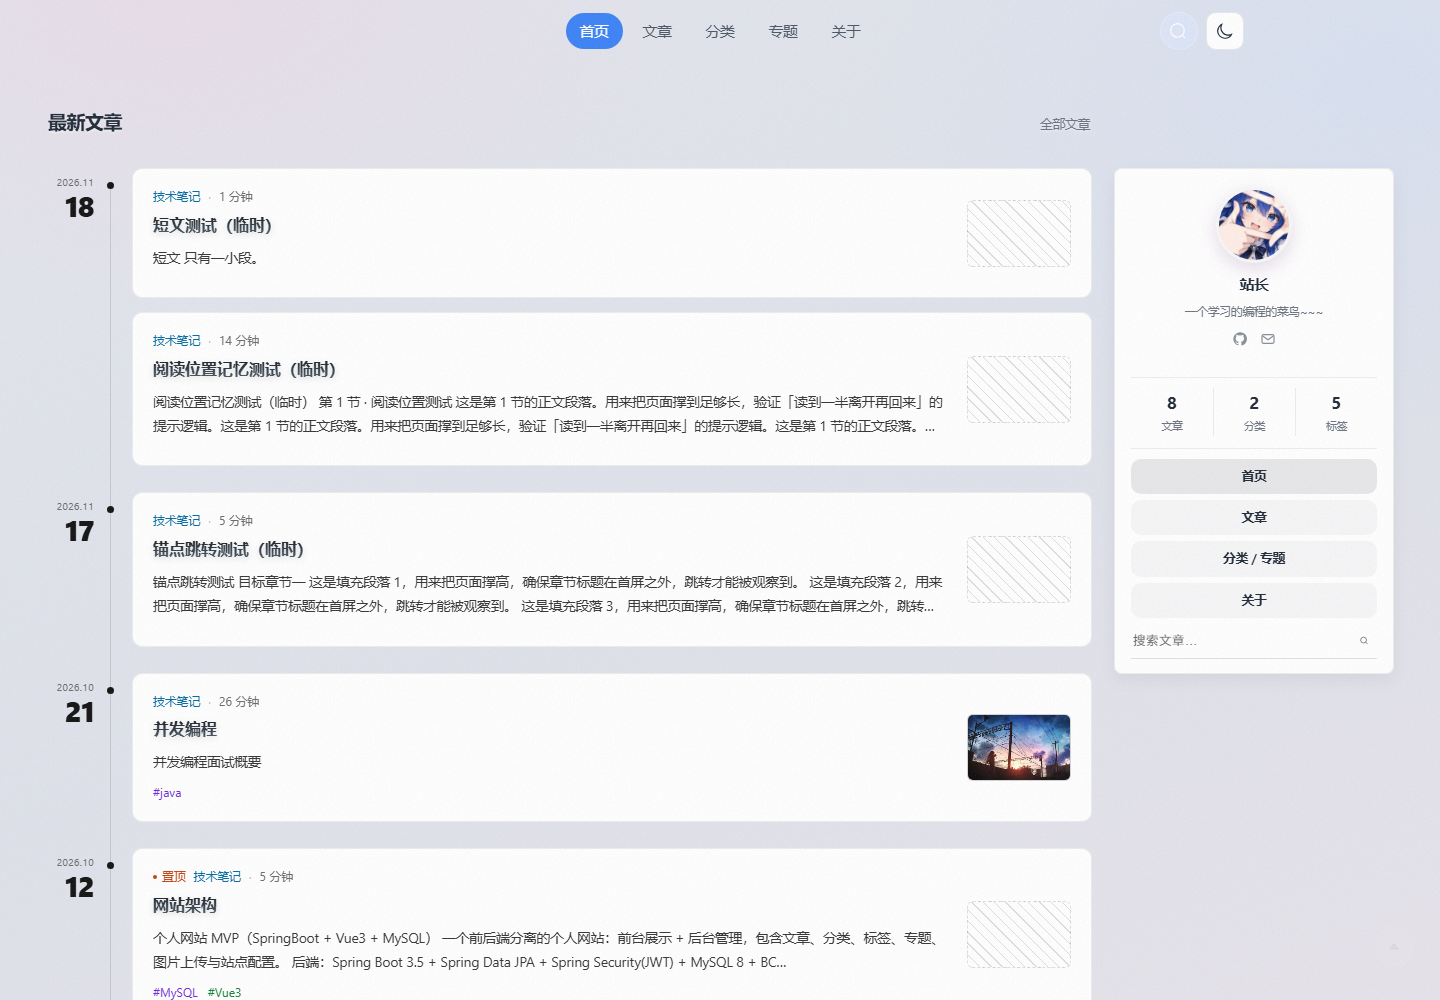 首页 文章 分类 专题 关于
最新文章
全部文章
2026.11
18
技术笔记 · 1 分钟
短文测试（临时）
短文 只有一小段。
技术笔记 · 14 分钟
阅读位置记忆测试（临时）
阅读位置记忆测试（临时） 第 1 节 · 阅读位置测试 这是第 1 节的正文段落。用来把页面撑到足够长，验证「读到一半离开再回来」的
提示逻辑。这是第 1 节的正文段落。用来把页面撑到足够长，验证「读到一半离开再回来」的提示逻辑。这是第 1 节的正文段落。...
2026.11
17
技术笔记 · 5 分钟
锚点跳转测试（临时）
锚点跳转测试 目标章节一 这是填充段落 1，用来把页面撑高，确保章节标题在首屏之外，跳转才能被观察到。 这是填充段落 2，用来
把页面撑高，确保章节标题在首屏之外，跳转才能被观察到。 这是填充段落 3，用来把页面撑高，确保章节标题在首屏之外，跳转...
2026.10
21
技术笔记 · 26 分钟
并发编程
并发编程面试概要
#java
2026.10
12
置顶 技术笔记 · 5 分钟
网站架构
个人网站 MVP（SpringBoot + Vue3 + MySQL） 一个前后端分离的个人网站：前台展示 + 后台管理，包含文章、分类、标签、专题、
图片上传与站点配置。 后端：Spring Boot 3.5 + Spring Data JPA + Spring Security(JWT) + MySQL 8 + BC...
#MySQL #Vue3
站长
一个学习的编程的菜鸟~~~
8 2 5
文章 分类 标签
首页
文章
分类 / 专题
关于
搜索文章...